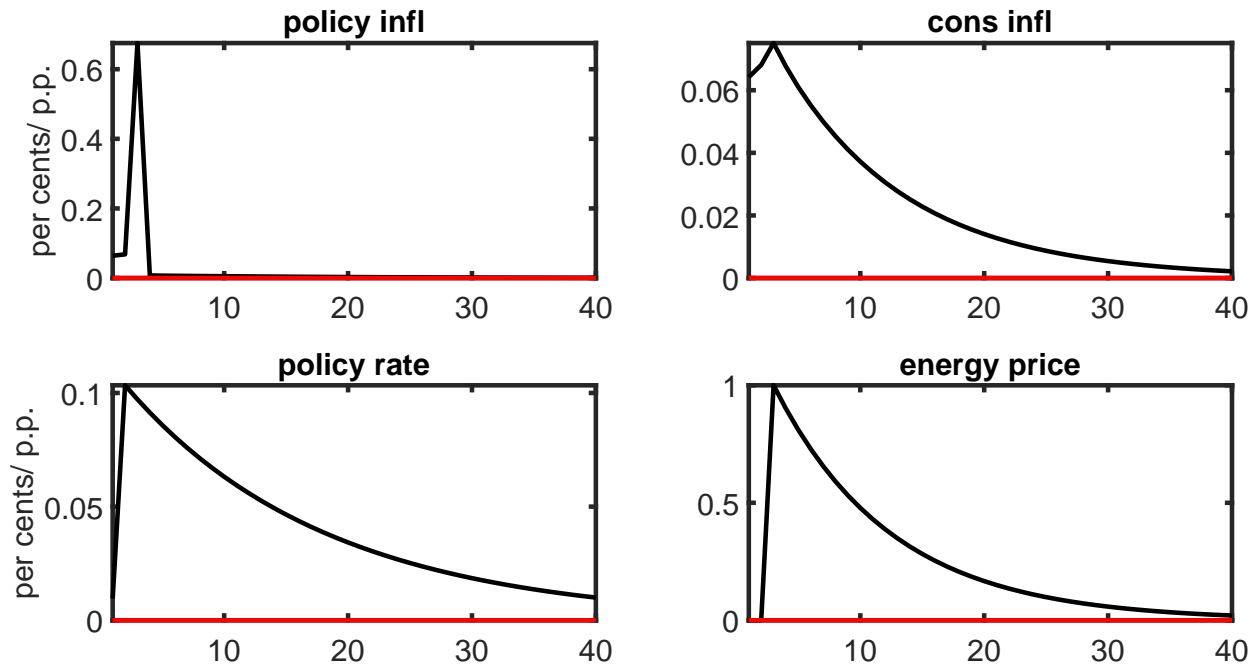 policy infl
per cents/ p.p.
0.6
0.4
0.2
0
10 20 30 40
cons infl
0.06
0.04
0.02
0
10 20 30 40
policy rate
per cents/ p.p.
0.1
0.05
0
10 20 30 40
energy price
1
0.5
0
10 20 30 40